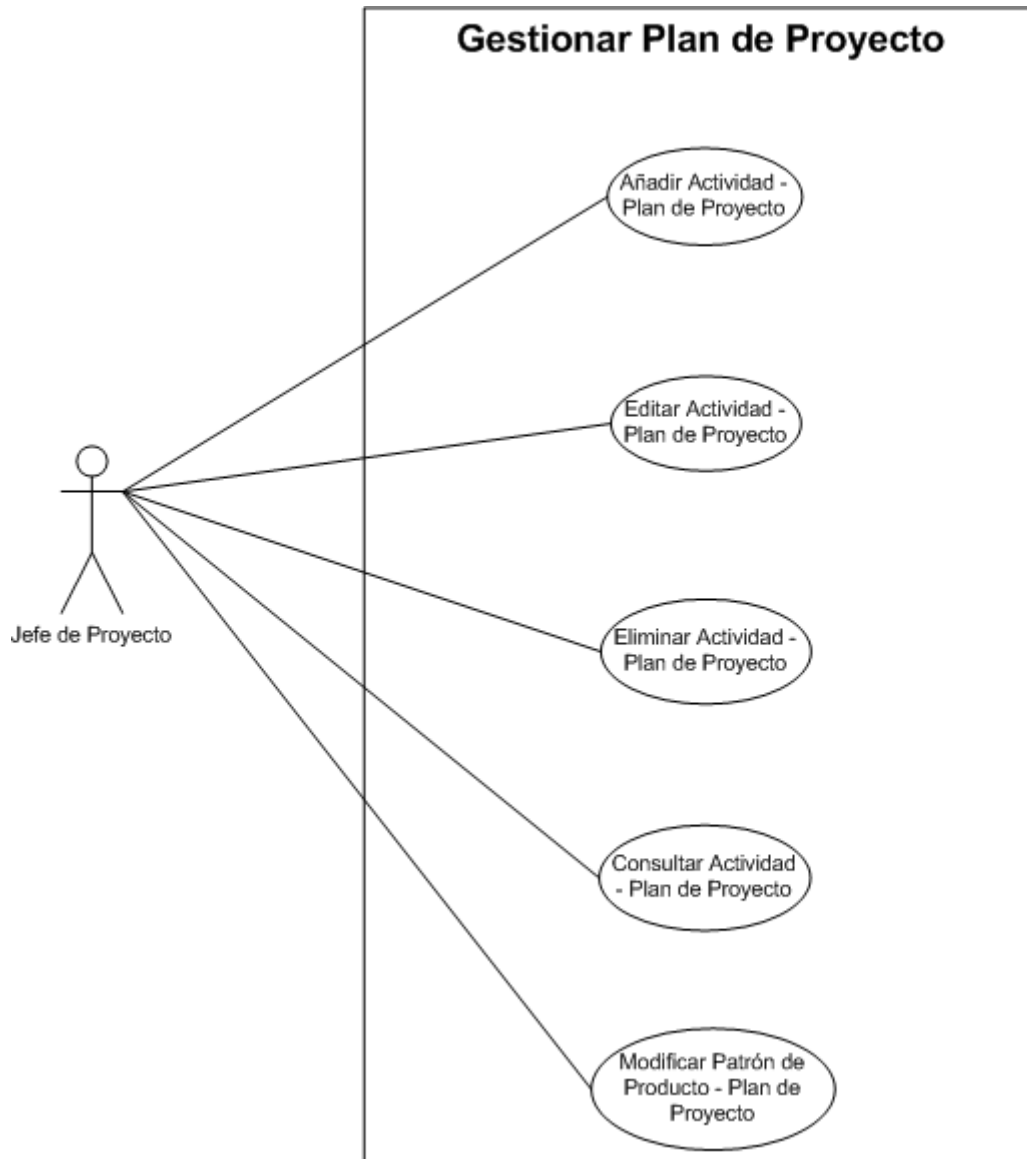 Gestionar Plan de Proyecto
Añadir Actividad -
Plan de Proyecto
Editar Actividad -
Plan de Proyecto
Jefe de Proyecto
Eliminar Actividad -
Plan de Proyecto
Consultar Actividad
- Plan de Proyecto
Modificar Patrón de
Producto - Plan de
Proyecto